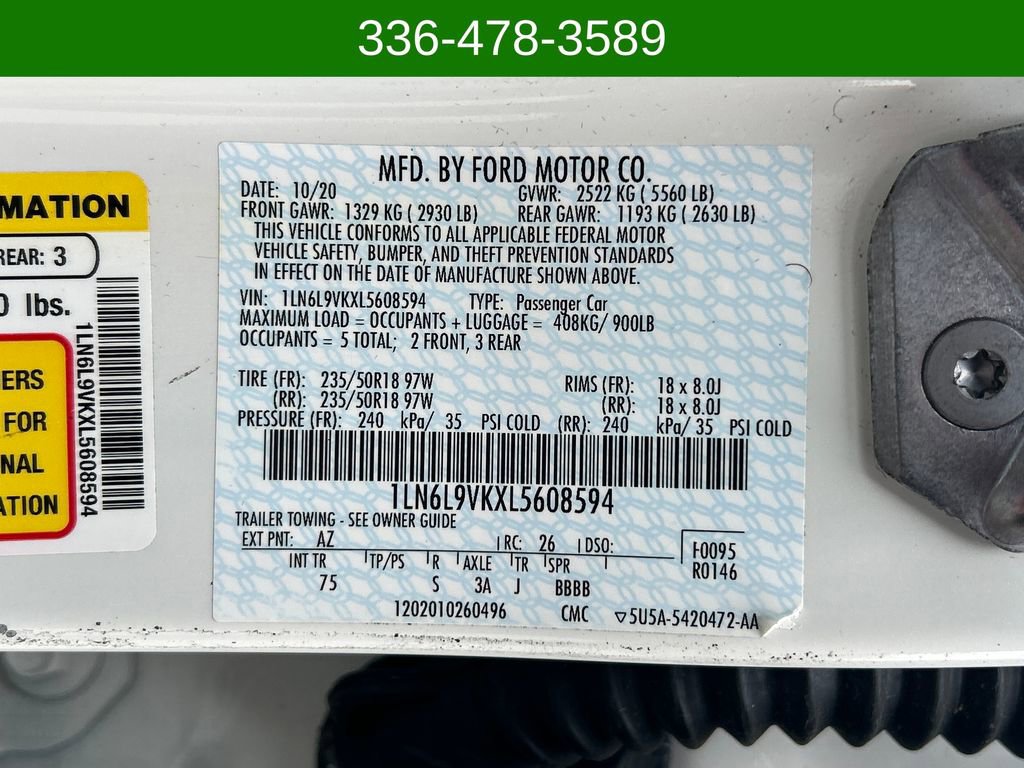 336-478-3589
MATION
REAR: 3
0 lbs.
ERS
FOR
NAL
ATION
1LN6L9VKXL5608594
MFD. BY FORD MOTOR CO.
DATE: 10/20 GVWR: 2522 KG ( 5560 LB)
FRONT GAWR: 1329 KG ( 2930 LB) REAR GAWR: 1193 KG ( 2630 LB)
THIS VEHICLE CONFORMS TO ALL APPLICABLE FEDERAL MOTOR
VEHICLE SAFETY, BUMPER, AND THEFT PREVENTION STANDARDS
IN EFFECT ON THE DATE OF MANUFACTURE SHOWN ABOVE.
VIN: 1LN6L9VKXL5608594 TYPE: Passenger Car
MAXIMUM LOAD = OCCUPANTS + LUGGAGE = 408KG/ 900LB
OCCUPANTS = 5 TOTAL; 2 FRONT, 3 REAR
TIRE (FR): 235/50R18 97W RIMS (FR): 18 x 8.0J
(RR): 235/50R18 97W (RR): 18 x 8.0J
PRESSURE (FR): 240 kPa/ 35 PSI COLD (RR): 240 kPa/ 35 PSI COLD
1LN6L9VKXL5608594
TRAILER TOWING - SEE OWNER GUIDE
EXT PNT: AZ RC: 26 DSO: F0095
R0146
INT TR TP/PS R AXLE TR SPR
75 S 3A J BBBB
1202010260496 CMC ▽5U5A-5420472-AA